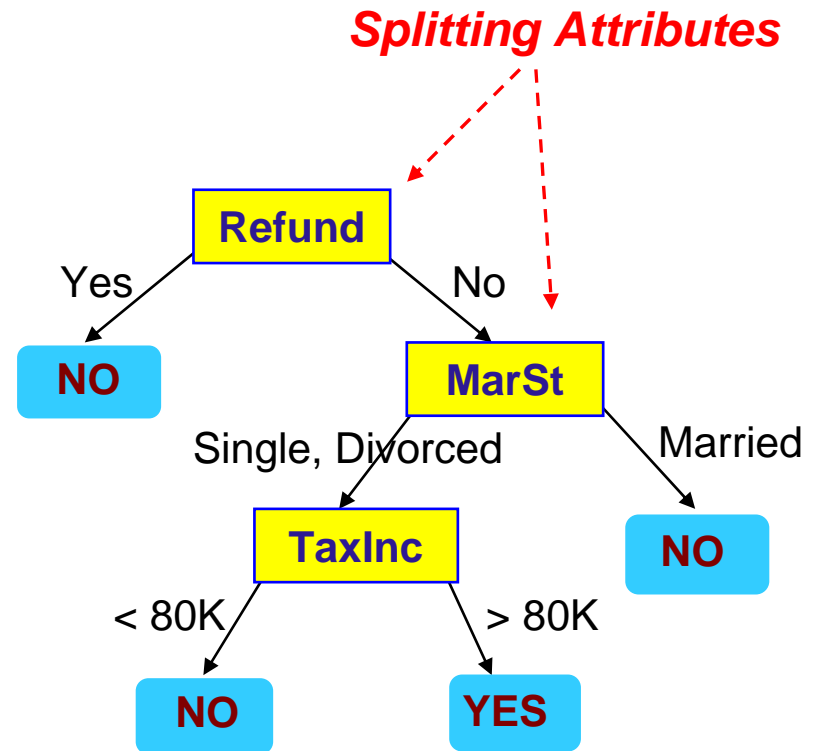 Splitting Attributes
Refund
Yes
No
NO
MarSt
Single, Divorced
Married
TaxInc
NO
< 80K
> 80K
NO
YES